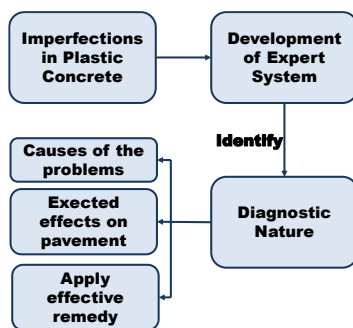 Imperfections
in Plastic
Concrete
Development
of Expert
System
Identify
Causes of the
problems
Exected
effects on
pavement
Diagnostic
Nature
Apply
effective
remedy